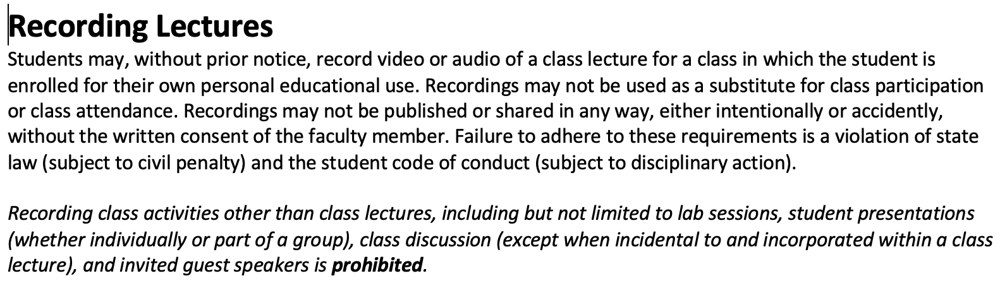 Recording Lectures
Students may, without prior notice, record video or audio of a class lecture for a class in which the student is
enrolled for their own personal educational use. Recordings may not be used as a substitute for class participation
or class attendance. Recordings may not be published or shared in any way, either intentionally or accidently,
without the written consent of the faculty member. Failure to adhere to these requirements is a violation of state
law (subject to civil penalty) and the student code of conduct (subject to disciplinary action).
Recording class activities other than class lectures, including but not limited to lab sessions, student presentations
(whether individually or part of a group), class discussion (except when incidental to and incorporated within a class
lecture), and invited guest speakers is prohibited.